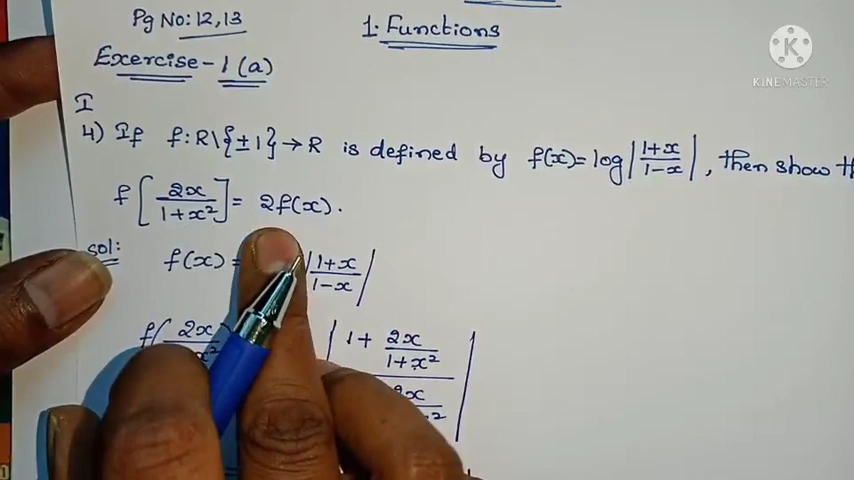 Pg No: 12,13
1. Functions
KINEMASTER
Exercise-1(a)
I
4) If f: R\{±1}→R is defined by f(x)=log|1+x/1-x|, then show
f[2x/1+x²]= 2f(x).
sol: f(x)= |1+x/1-x|
f(2x |1+ 2x/1+x²|